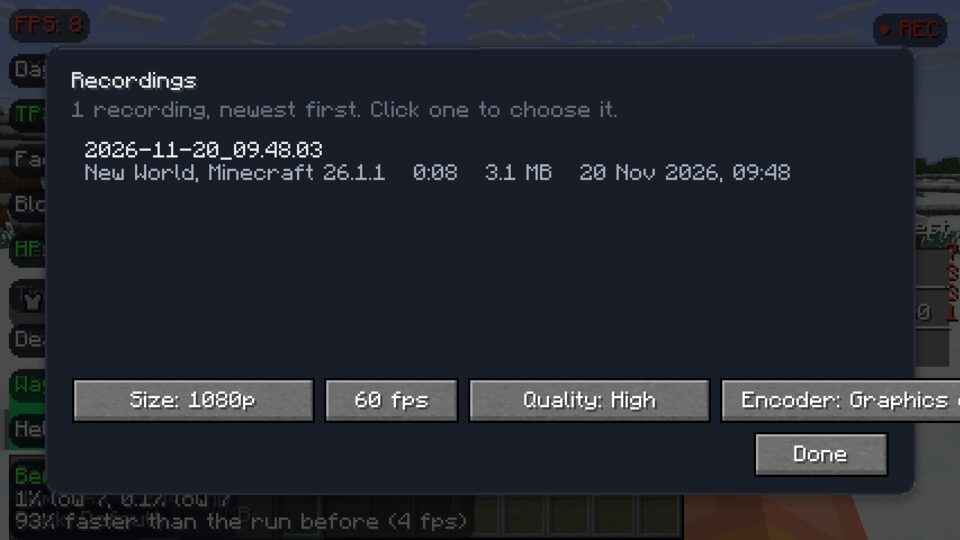 FPS: 8
REC
Recordings
1 recording, newest first. Click one to choose it.
2026-11-20_09.48.03
New World, Minecraft 26.1.1 0:08 3.1 MB 20 Nov 2026, 09:48
Size: 1080p
60 fps
Quality: High
Encoder: Graphics
Done
1% low 7, 0.1% low 7
93% faster than the run before (4 fps)